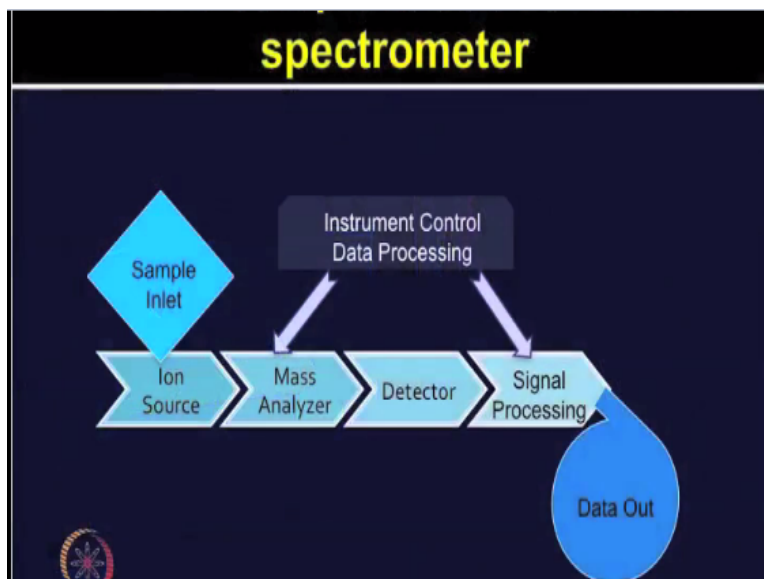 spectrometer
Instrument Control
Data Processing
Sample
Inlet
Ion
Source
Mass
Analyzer
Detector
Signal
Processing
Data Out